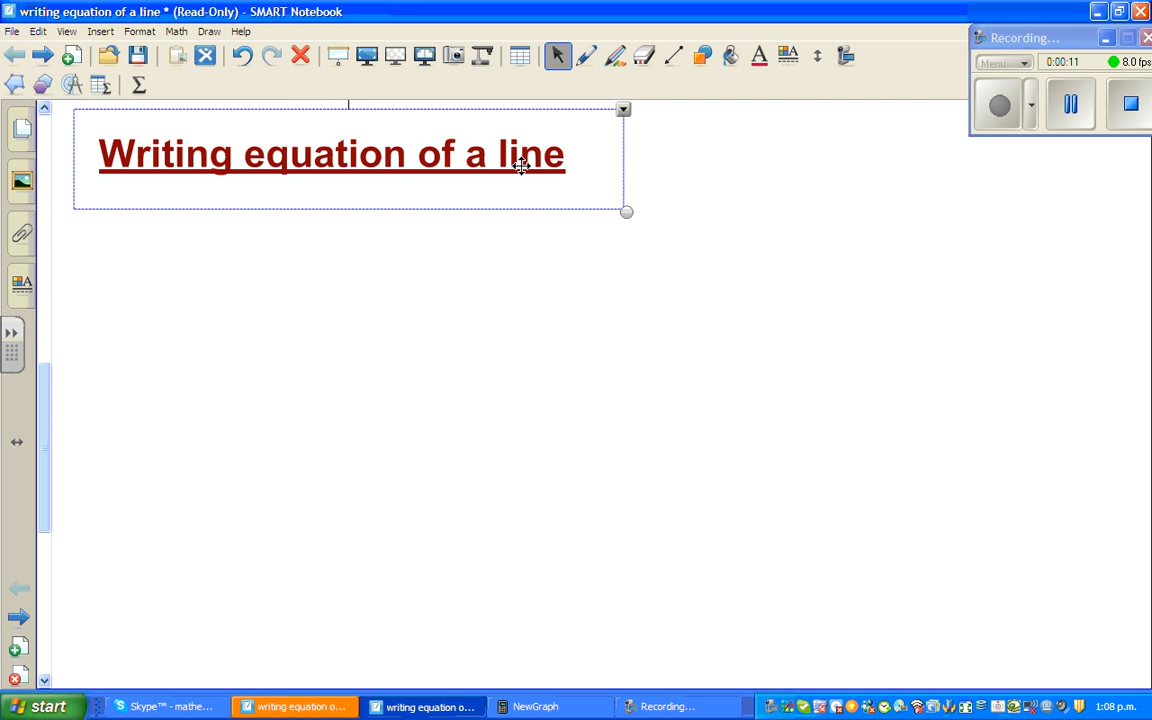 writing equation of a line * (Read-Only) - SMART Notebook
File Edit View Insert Format Math Draw Help
Recording...
Menu 0:00:11 8.0 fps
Writing equation of a line
start Skype™ - mathe... writing equation o... writing equation o... NewGraph Recording... 1:08 p.m.